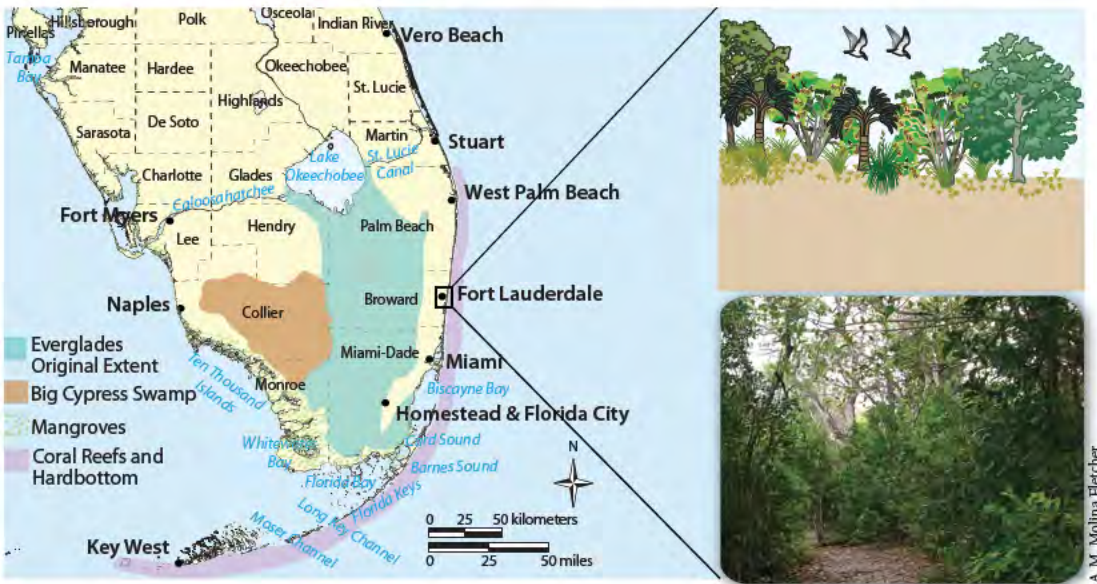 Pinellas
Hillsborough
Polk
Osceola
Indian River
Vero Beach
Tampa
Bay
Manatee
Hardee
Okeechobee
St. Lucie
Highlands
Sarasota
De Soto
Martin
Stuart
Lake
Okeechobee
St. Lucie
Canal
Charlotte
Glades
Caloosahatchee
West Palm Beach
Fort Myers
Lee
Hendry
Palm Beach
Naples
Collier
Broward
Fort Lauderdale
Everglades
Original Extent
Big Cypress Swamp
Mangroves
Coral Reefs and
Hardbottom
Ten Thousand
Islands
Monroe
Miami-Dade
Miami
Biscayne Bay
Homestead & Florida City
Whitewater
Bay
Card Sound
Barnes Sound
Florida Bay
Florida Keys
Long Key Channel
Moser Channel
Key West
N
0 25 50 kilometers
0 25 50 miles
A. M. Molina Fletcher